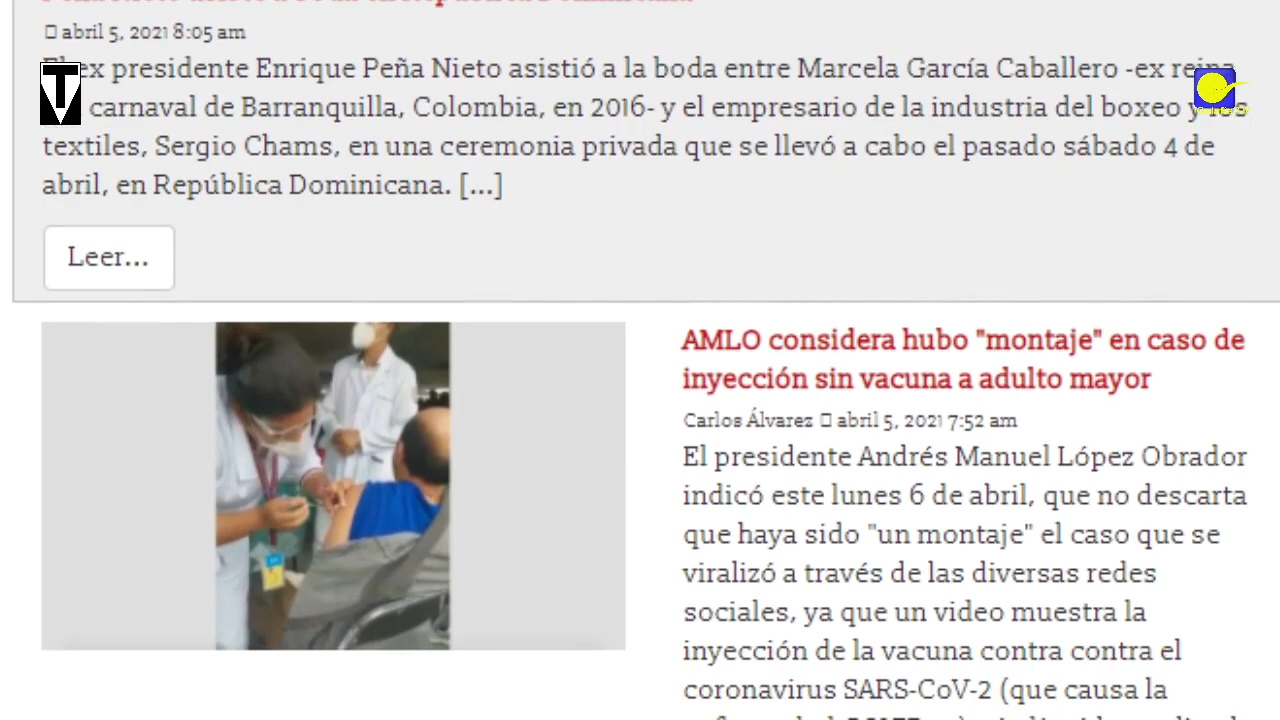 abril 5, 2021 8:05 am
El ex presidente Enrique Peña Nieto asistió a la boda entre Marcela García Caballero -ex reina
carnaval de Barranquilla, Colombia, en 2016- y el empresario de la industria del boxeo y los
textiles, Sergio Chams, en una ceremonia privada que se llevó a cabo el pasado sábado 4 de
abril, en República Dominicana. [...]
Leer...
AMLO considera hubo "montaje" en caso de
inyección sin vacuna a adulto mayor
Carlos Álvarez abril 5, 2021 7:52 am
El presidente Andrés Manuel López Obrador
indicó este lunes 6 de abril, que no descarta
que haya sido "un montaje" el caso que se
viralizó a través de las diversas redes
sociales, ya que un video muestra la
inyección de la vacuna contra contra el
coronavirus SARS-CoV-2 (que causa la